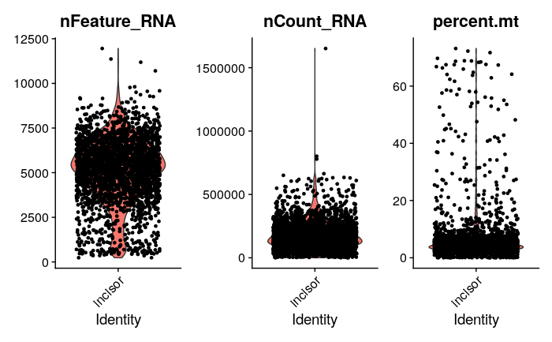 nFeature_RNA
12500
10000
7500
5000
2500
0
Incisor
Identity
nCount_RNA
1500000
1000000
500000
0
Incisor
Identity
percent.mt
60
40
20
0
Incisor
Identity